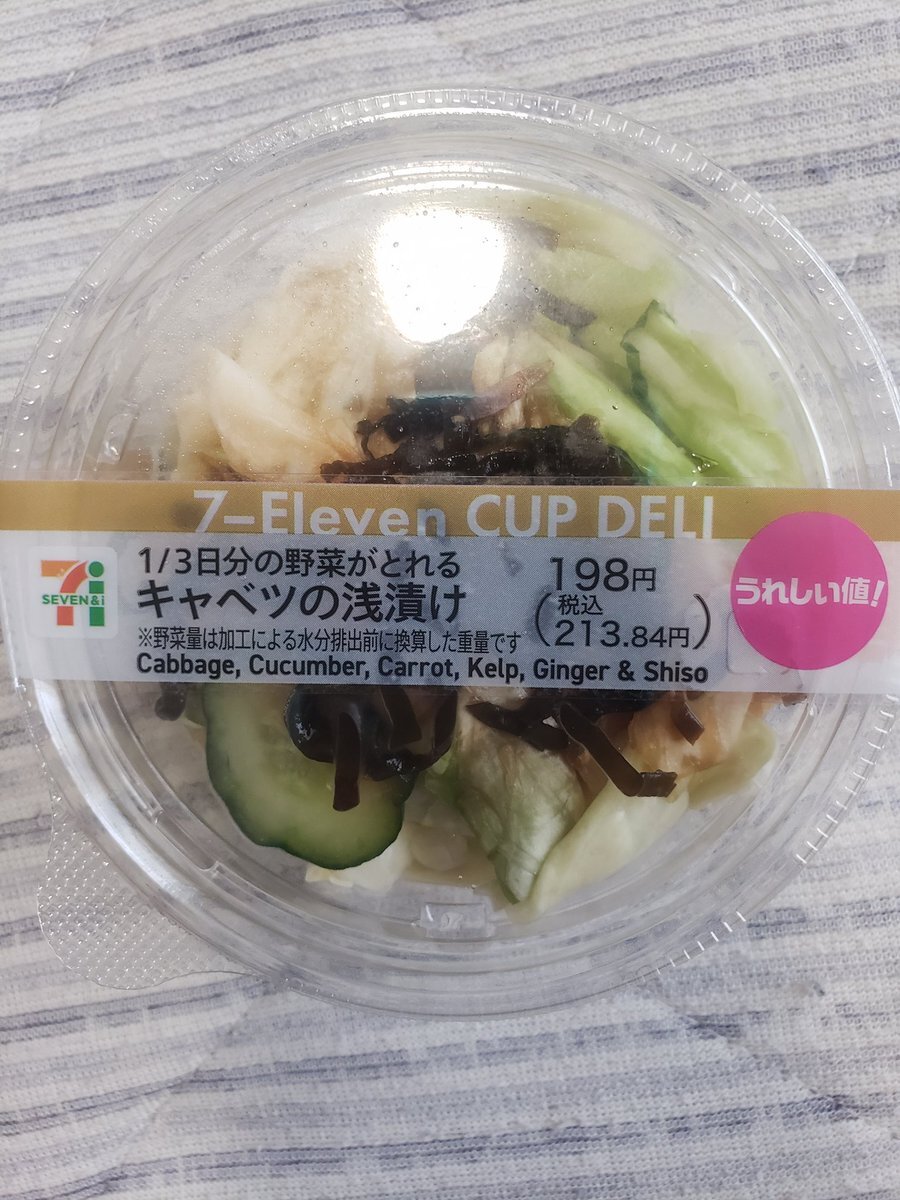 7-Eleven CUP DELI
SEVEN&i
1/3日分の野菜がとれる
キャベツの浅漬け
※野菜量は加工による水分排出前に換算した重量です
Cabbage, Cucumber, Carrot, Kelp, Ginger & Shiso
198円
(税込
213.84円)
うれしい値!